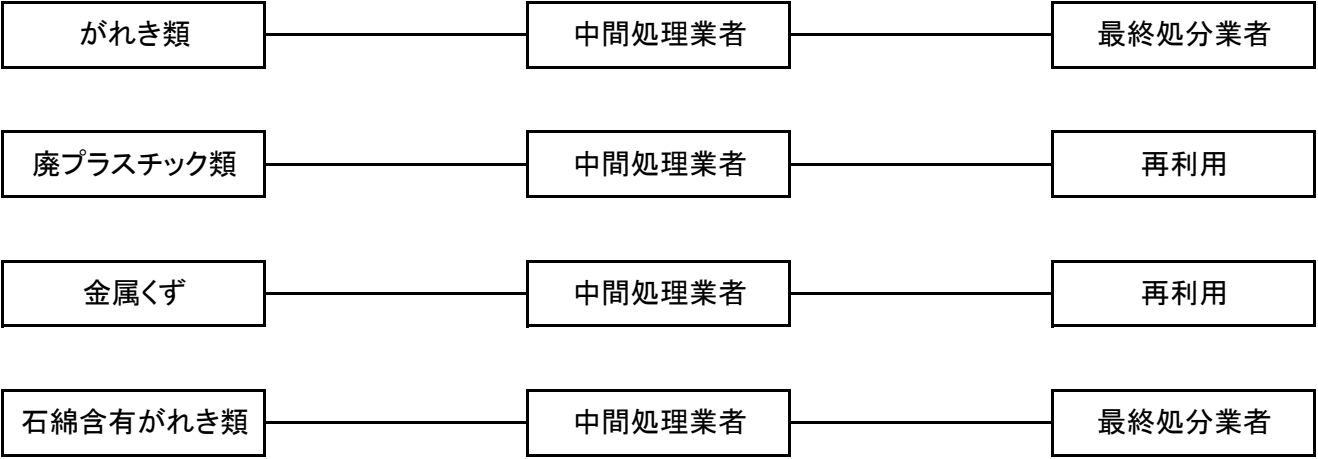 がれき類
中間処理業者
最終処分業者
廃プラスチック類
中間処理業者
再利用
金属くず
中間処理業者
再利用
石綿含有がれき類
中間処理業者
最終処分業者